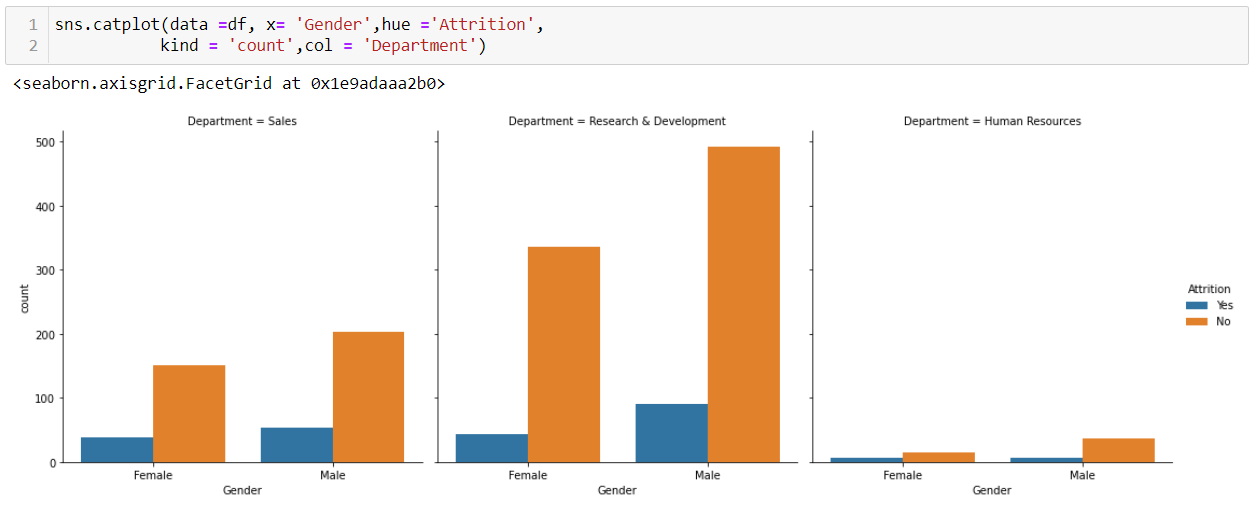 1 sns.catplot(data =df, x= 'Gender',hue ='Attrition',
2 kind = 'count',col = 'Department')
<seaborn.axisgrid.FacetGrid at 0x1e9adaaa2b0>
Department = Sales
Department = Research & Development
Department = Human Resources
500
400
300
200
100
0
count
Female
Male
Gender
Female
Male
Gender
Female
Male
Gender
Attrition
Yes
No